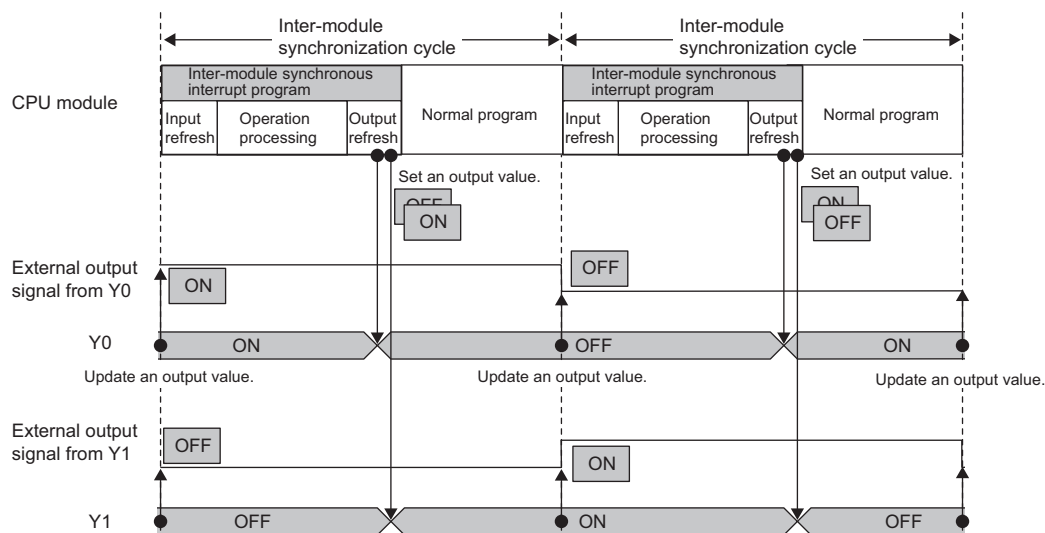 Inter-module
synchronization cycle
Inter-module
synchronization cycle
CPU module
Inter-module synchronous
interrupt program
Input
refresh
Operation
processing
Output
refresh
Normal program
Inter-module synchronous
interrupt program
Input
refresh
Operation
processing
Output
refresh
Normal program
Set an output value.
OFF
ON
Set an output value.
ON
OFF
External output
signal from Y0
ON
OFF
Y0
ON
OFF
ON
Update an output value.
Update an output value.
Update an output value.
External output
signal from Y1
OFF
ON
Y1
OFF
ON
OFF